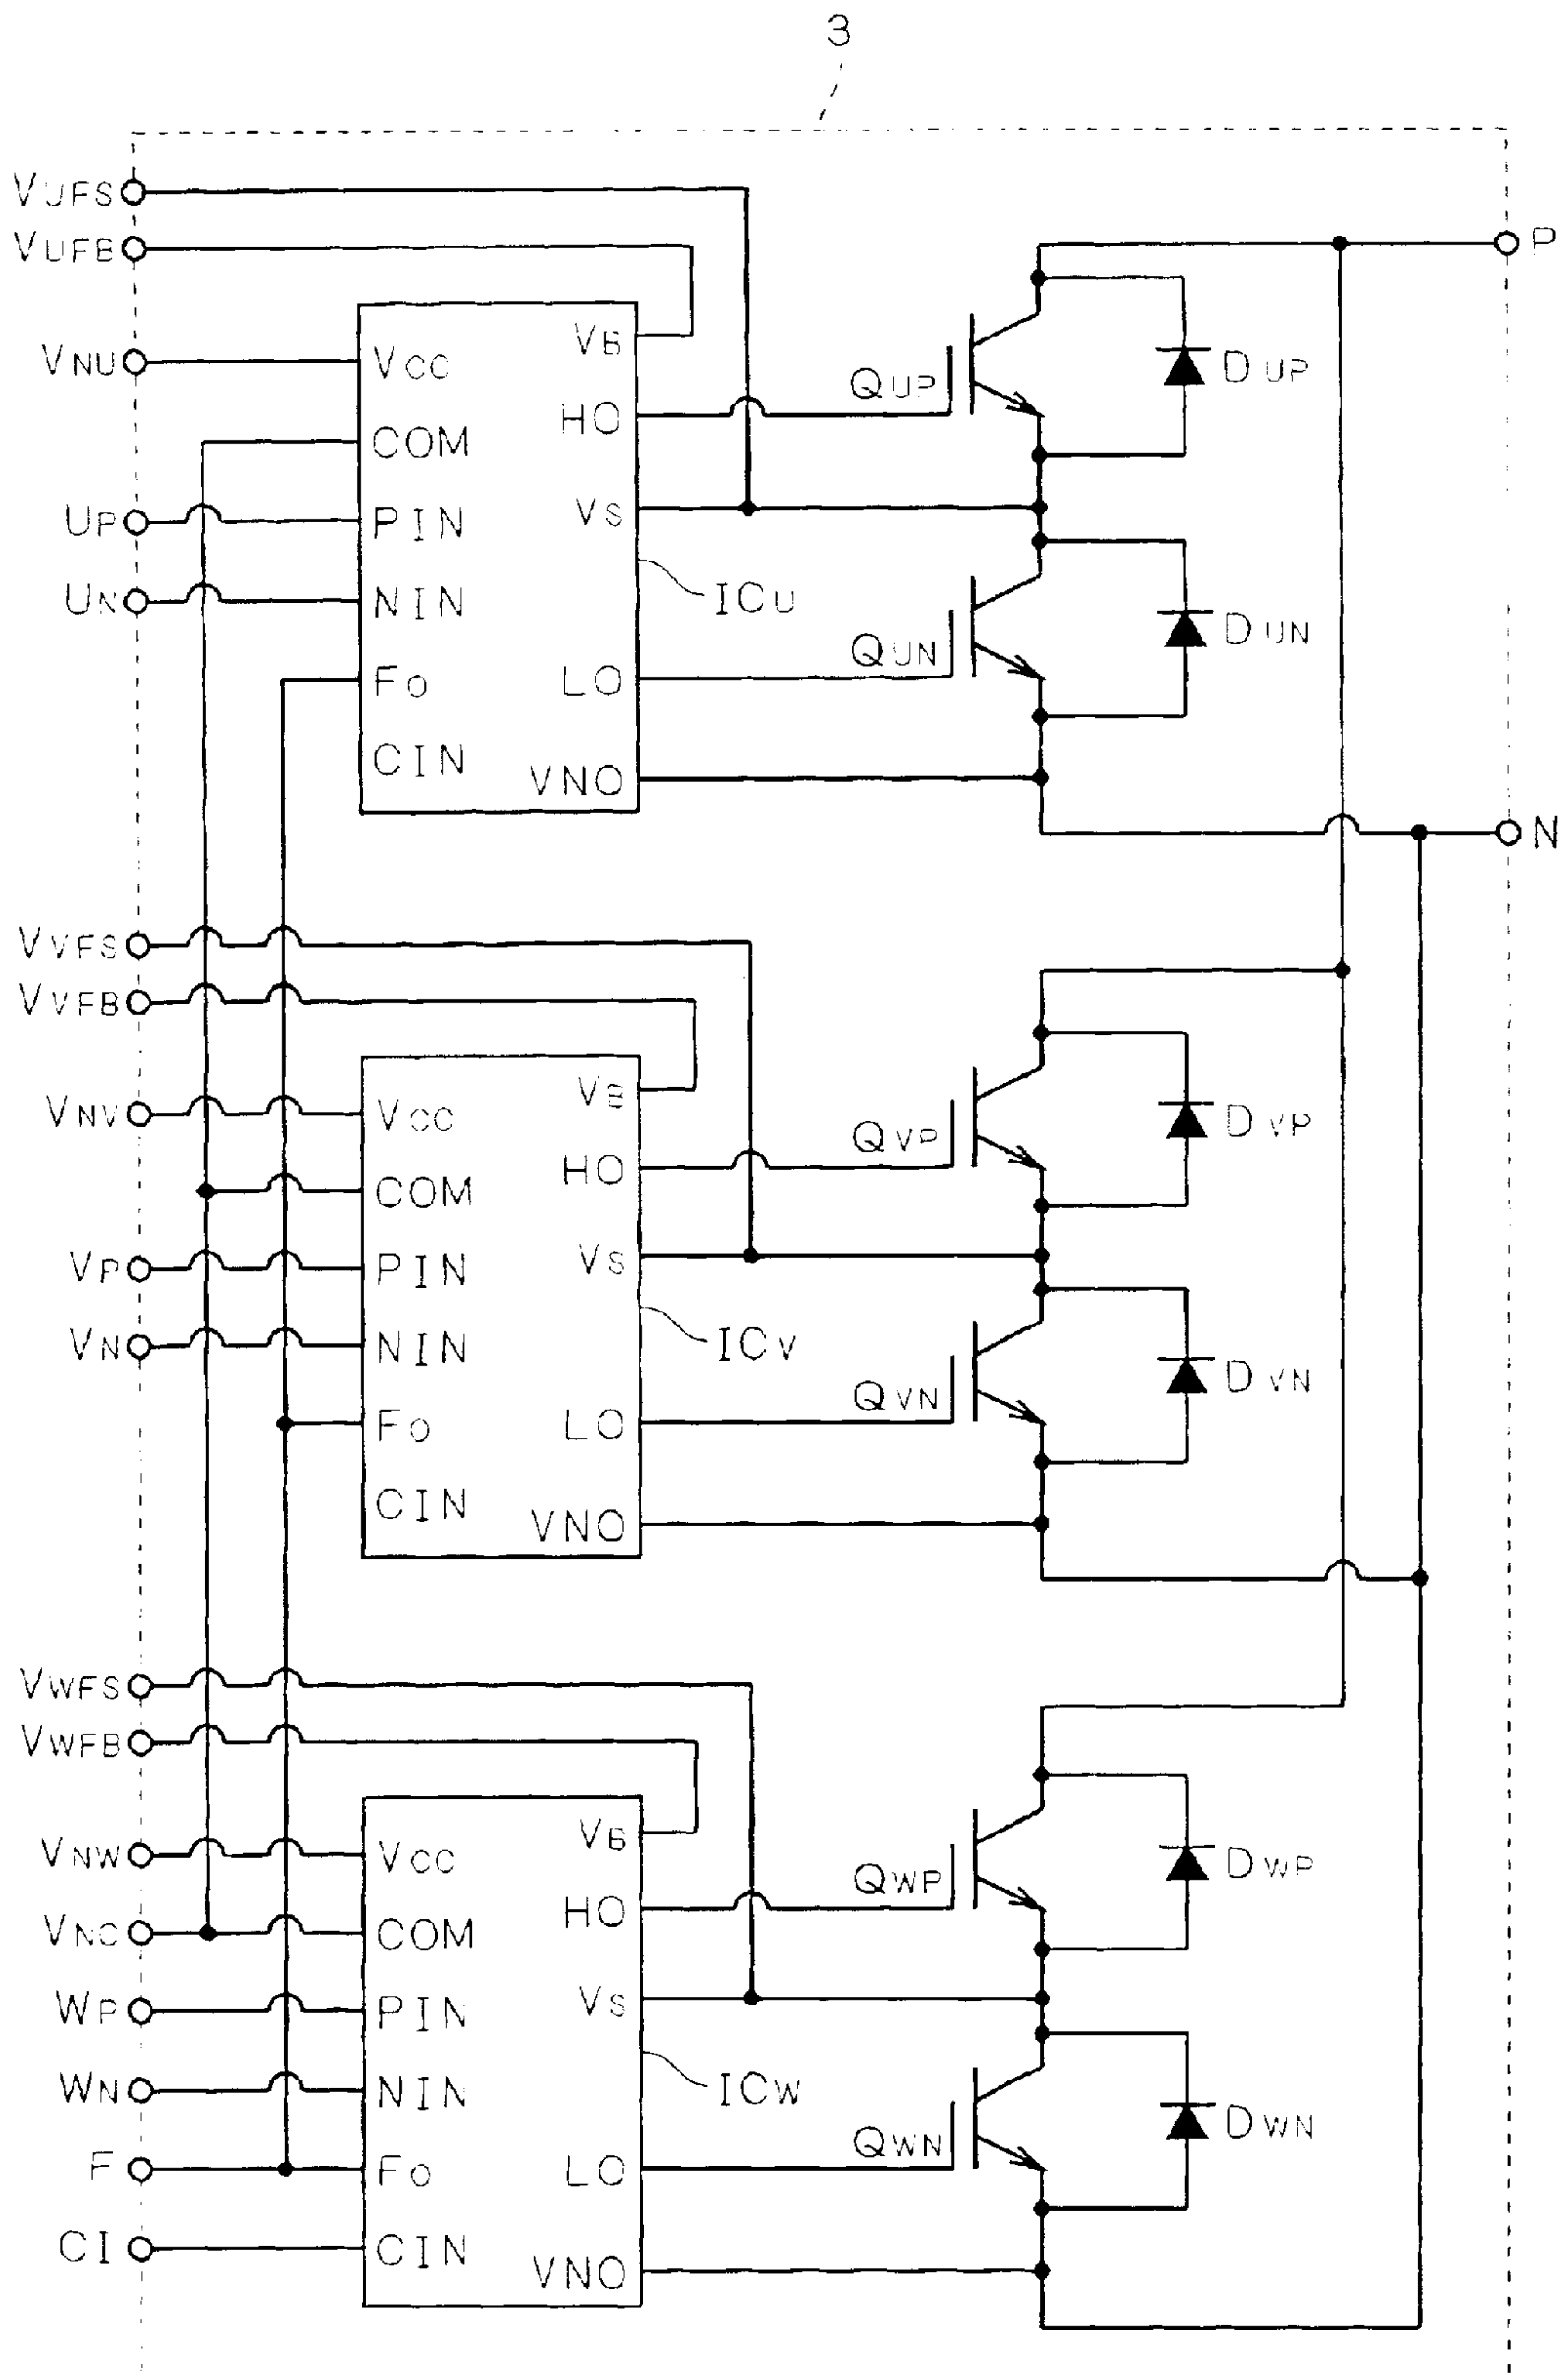 3
VUFS
VUFB
P
VNU
VCC
VB
QUP
DUP
COM
HO
UP
PIN
VS
UN
NIN
ICU
QUN
DUN
FO
LO
CIN
VNO
N
VVFS
VVFB
VNV
VCC
VB
QVP
DVP
COM
HO
VP
PIN
VS
VN
NIN
ICV
QVN
DVN
FO
LO
CIN
VNO
VWFS
VWFB
VNW
VCC
VB
QWP
DWP
VNC
COM
HO
WP
PIN
VS
WN
NIN
ICW
QWN
DWN
F
FO
LO
CI
CIN
VNO